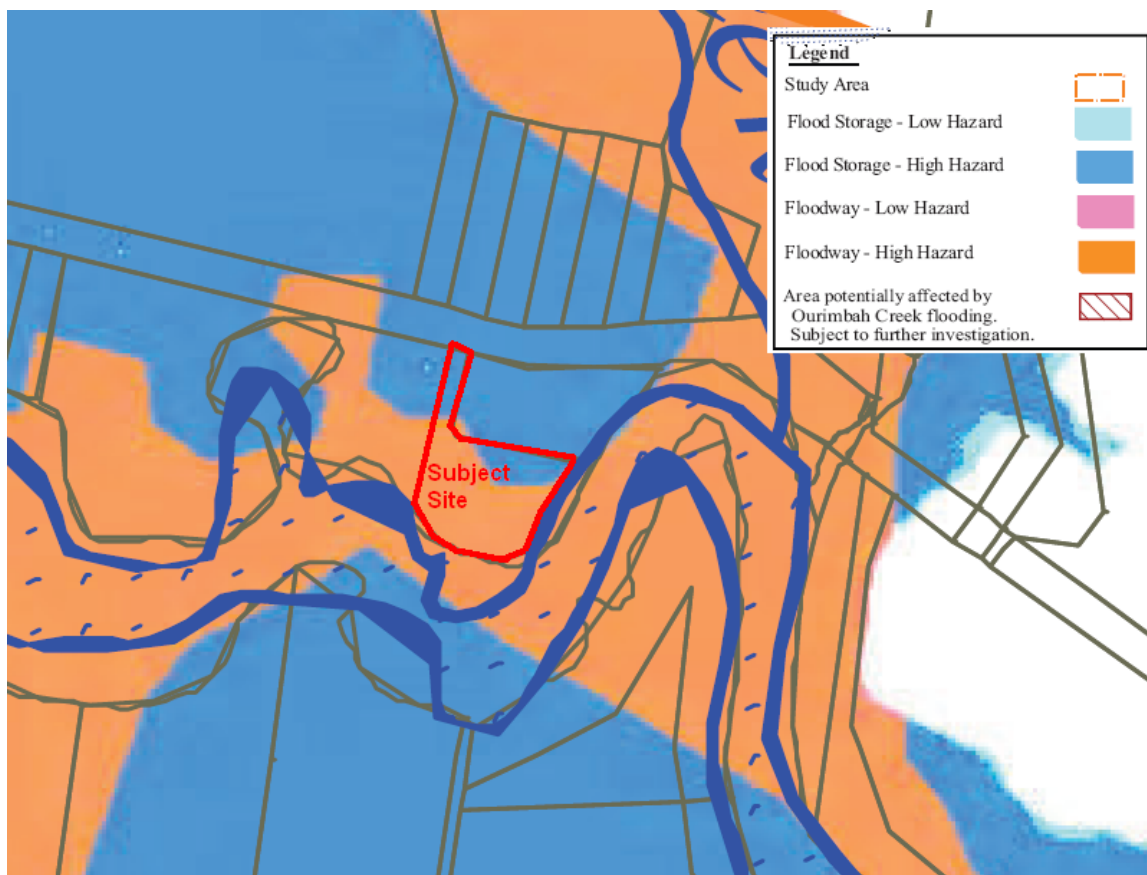 Legend
Study Area
Flood Storage - Low Hazard
Flood Storage - High Hazard
Floodway - Low Hazard
Floodway - High Hazard
Area potentially affected by
Ourimbah Creek flooding.
Subject to further investigation.
Subject
Site